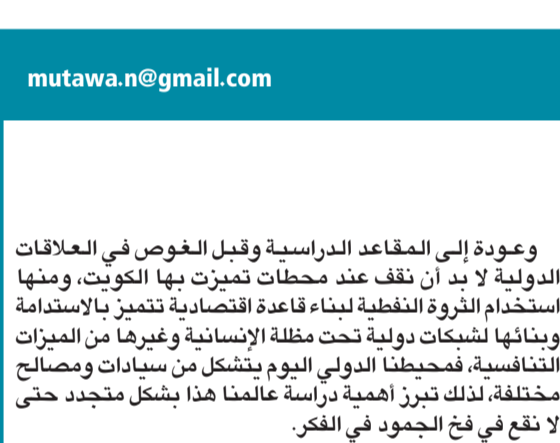 mutawa.n@gmail.com
وعودة إلى المقاعد الدراسية وقبل الغوص في العلاقات
الدولية لا بد أن نقف عند محطات تميزت بها الكويت، ومنها
استخدام الثروة النفطية لبناء قاعدة اقتصادية تتميز بالاستدامة
وبنائها لشبكات دولية تحت مظلة الإنسانية وغيرها من الميزات
التنافسية، فمحيطنا الدولي اليوم يتشكل من سيادات ومصالح
مختلفة، لذلك تبرز أهمية دراسة عالمنا هذا بشكل متجدد حتى
لا نقع في فخ الجمود في الفكر.